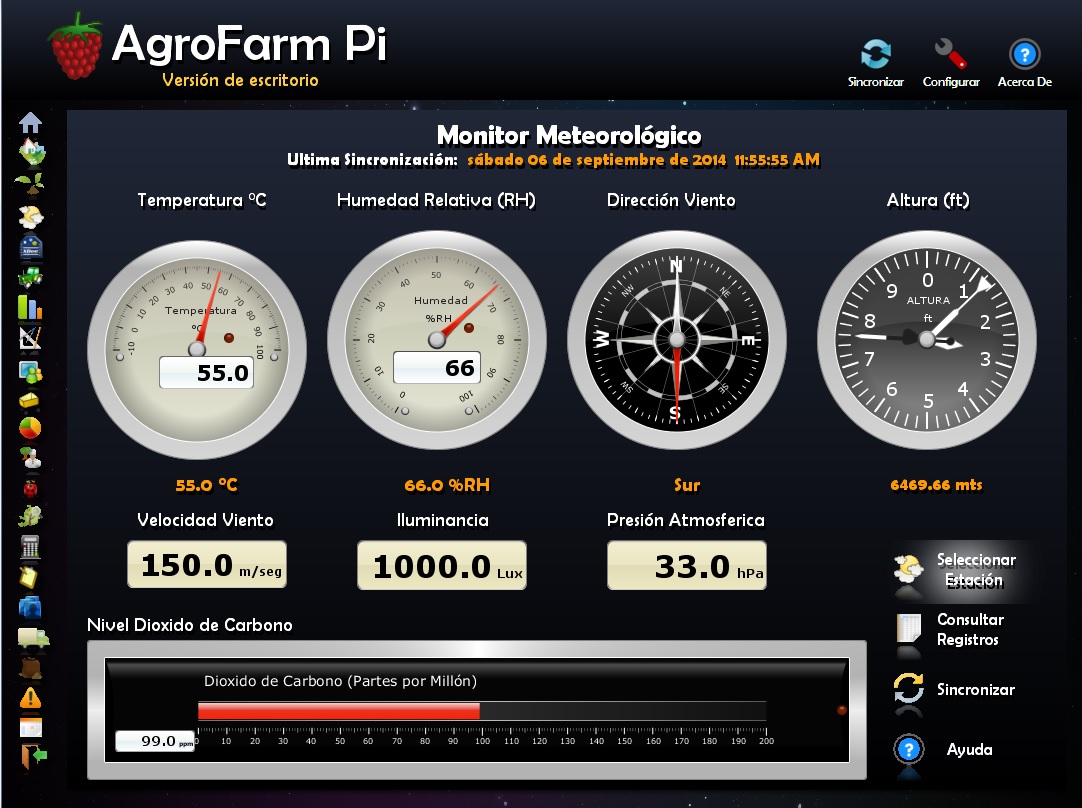 AgroFarm Pi
Versión de escritorio
Sincronizar
Configurar
Acerca De
Monitor Meteorológico
Ultima Sincronización: sábado 06 de septiembre de 2014 11:55:55 AM
Temperatura °C
Humedad Relativa (RH)
Dirección Viento
Altura (ft)
-10 0 10 20 30 40 50 60 70 80 90 100
Temperatura
°C
55.0
0 10 20 30 40 50 60 70 80 90 100
Humedad
%RH
66
N NE E SE S SW W NW
0 1 2 3 4 5 6 7 8 9
ALTURA
ft
55.0 °C
66.0 %RH
Sur
6469.66 mts
Velocidad Viento
Iluminancia
Presión Atmosferica
150.0 m/seg
1000.0 Lux
33.0 hPa
Seleccionar
Estación
Consultar
Registros
Sincronizar
Ayuda
Nivel Dioxido de Carbono
Dioxido de Carbono (Partes por Millón)
99.0 ppm
0 10 20 30 40 50 60 70 80 90 100 110 120 130 140 150 160 170 180 190 200